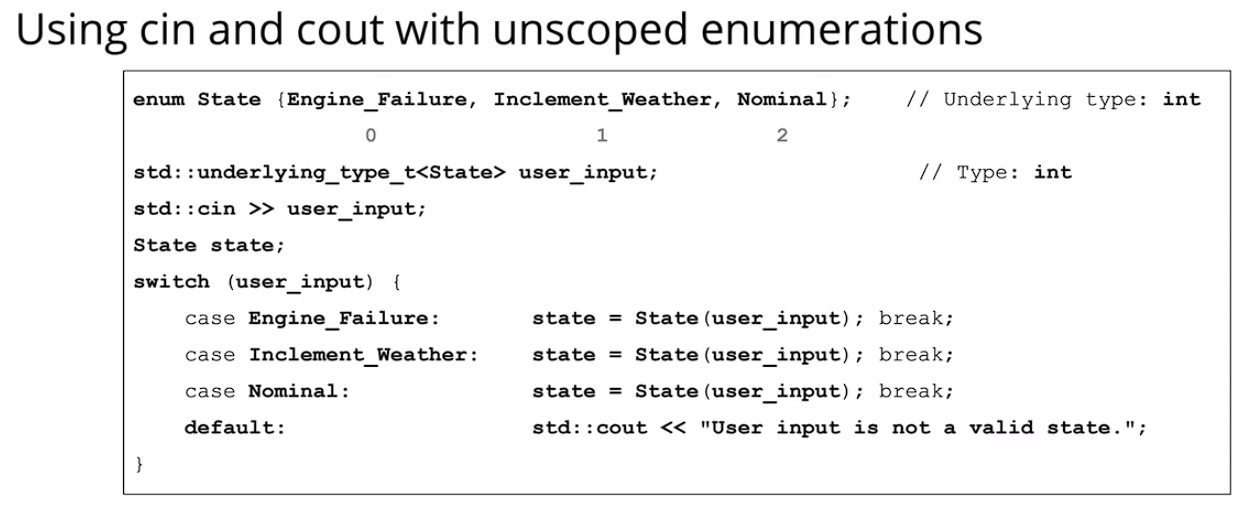 Using cin and cout with unscoped enumerations
enum State {Engine_Failure, Inclement_Weather, Nominal}; // Underlying type: int
0 1 2
std::underlying_type_t<State> user_input; // Type: int
std::cin >> user_input;
State state;
switch (user_input) {
case Engine_Failure: state = State(user_input); break;
case Inclement_Weather: state = State(user_input); break;
case Nominal: state = State(user_input); break;
default: std::cout << "User input is not a valid state.";
}